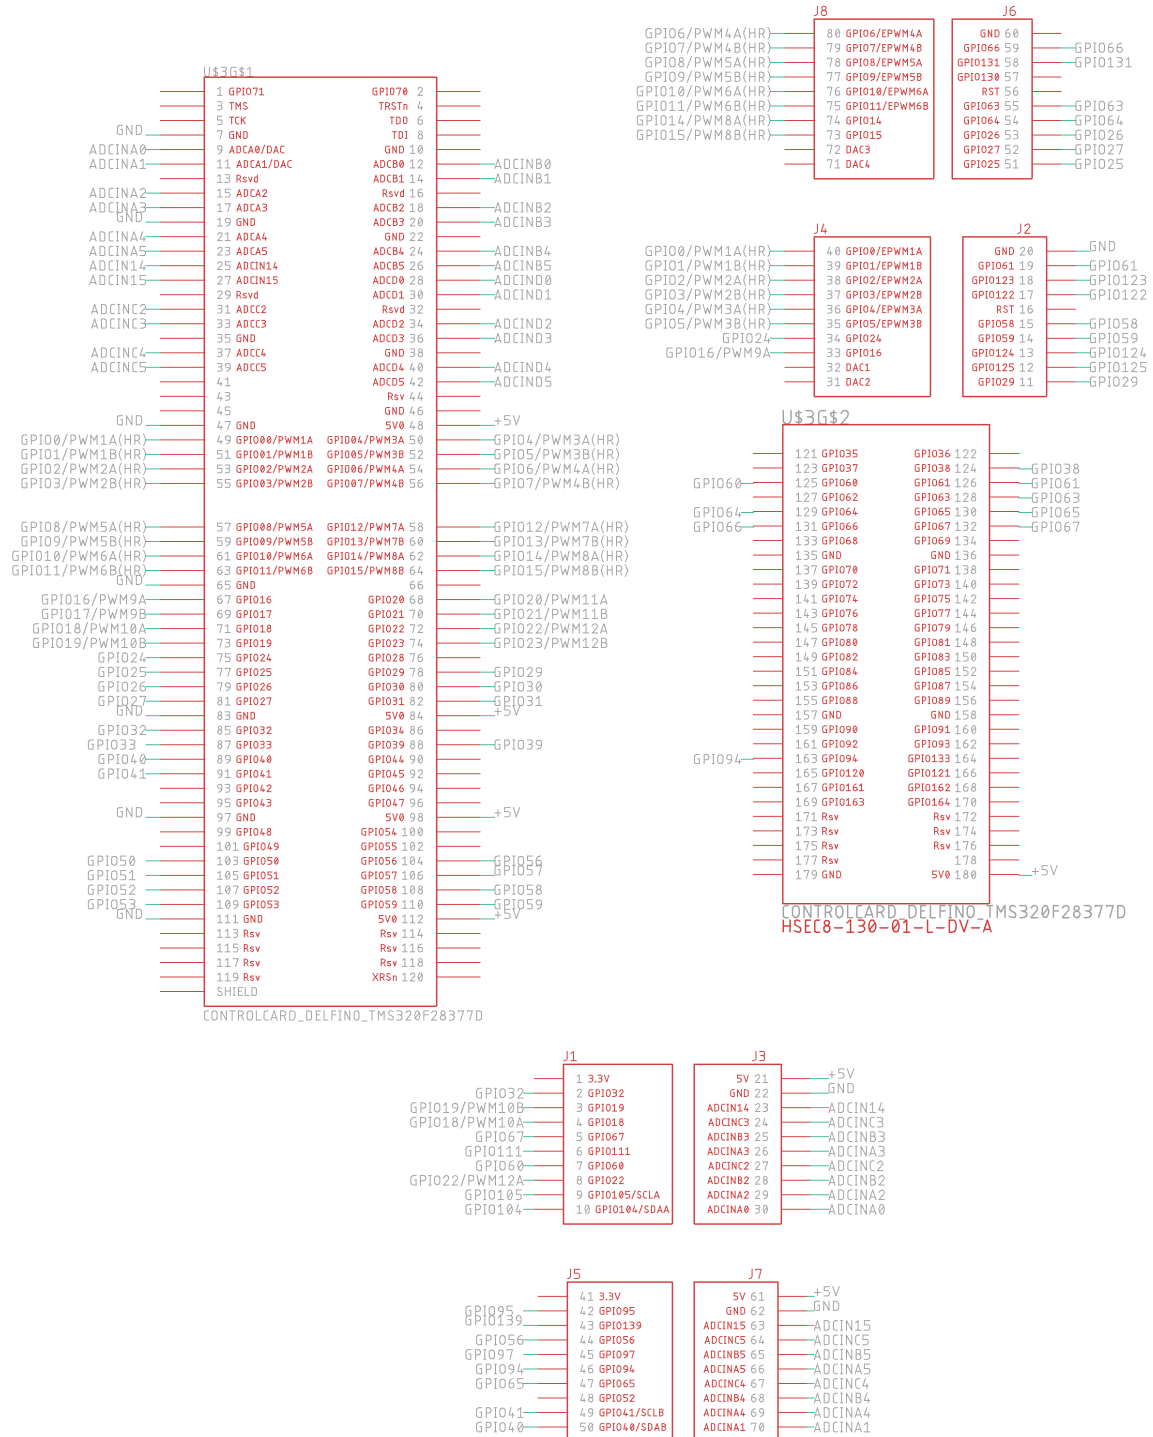 J8
GPIO6/PWM4A(HR) 80 GPIO6/EPWM4A
GPIO7/PWM4B(HR) 79 GPIO7/EPWM4B
GPIO8/PWM5A(HR) 78 GPIO8/EPWM5A
GPIO9/PWM5B(HR) 77 GPIO9/EPWM5B
GPIO10/PWM6A(HR) 76 GPIO10/EPWM6A
GPIO11/PWM6B(HR) 75 GPIO11/EPWM6B
GPIO14/PWM8A(HR) 74 GPIO14
GPIO15/PWM8B(HR) 73 GPIO15
72 DAC3
71 DAC4
J6
GND 60
GPIO66 59 GPIO66
GPIO131 58 GPIO131
GPIO130 57
RST 56
GPIO63 55 GPIO63
GPIO64 54 GPIO64
GPIO26 53 GPIO26
GPIO27 52 GPIO27
GPIO25 51 GPIO25
U$3G$1
1 GPIO71 GPIO70 2
3 TMS TRSTn 4
5 TCK TDO 6
GND 7 GND TDI 8
ADCINA0 9 ADCA0/DAC GND 10
ADCINA1 11 ADCA1/DAC ADCB0 12 ADCINB0
13 Rsvd ADCB1 14 ADCINB1
ADCINA2 15 ADCA2 Rsvd 16
ADCINA3 17 ADCA3 ADCB2 18 ADCINB2
GND 19 GND ADCB3 20 ADCINB3
ADCINA4 21 ADCA4 GND 22
ADCINA5 23 ADCA5 ADCB4 24 ADCINB4
ADCIN14 25 ADCIN14 ADCB5 26 ADCINB5
ADCIN15 27 ADCIN15 ADCD0 28 ADCIND0
29 Rsvd ADCD1 30 ADCIND1
ADCINC2 31 ADCC2 Rsvd 32
ADCINC3 33 ADCC3 ADCD2 34 ADCIND2
35 GND ADCD3 36 ADCIND3
ADCINC4 37 ADCC4 GND 38
ADCINC5 39 ADCC5 ADCD4 40 ADCIND4
41 ADCD5 42 ADCIND5
43 Rsv 44
45 GND 46
GND 47 GND 5V0 48 +5V
GPIO0/PWM1A(HR) 49 GPIO00/PWM1A GPIO04/PWM3A 50 GPIO4/PWM3A(HR)
GPIO1/PWM1B(HR) 51 GPIO01/PWM1B GPIO05/PWM3B 52 GPIO5/PWM3B(HR)
GPIO2/PWM2A(HR) 53 GPIO02/PWM2A GPIO06/PWM4A 54 GPIO6/PWM4A(HR)
GPIO3/PWM2B(HR) 55 GPIO03/PWM2B GPIO07/PWM4B 56 GPIO7/PWM4B(HR)
GPIO8/PWM5A(HR) 57 GPIO08/PWM5A GPIO12/PWM7A 58 GPIO12/PWM7A(HR)
GPIO9/PWM5B(HR) 59 GPIO09/PWM5B GPIO13/PWM7B 60 GPIO13/PWM7B(HR)
GPIO10/PWM6A(HR) 61 GPIO10/PWM6A GPIO14/PWM8A 62 GPIO14/PWM8A(HR)
GPIO11/PWM6B(HR) 63 GPIO11/PWM6B GPIO15/PWM8B 64 GPIO15/PWM8B(HR)
GND 65 GND 66
GPIO16/PWM9A 67 GPIO16 GPIO20 68 GPIO20/PWM11A
GPIO17/PWM9B 69 GPIO17 GPIO21 70 GPIO21/PWM11B
GPIO18/PWM10A 71 GPIO18 GPIO22 72 GPIO22/PWM12A
GPIO19/PWM10B 73 GPIO19 GPIO23 74 GPIO23/PWM12B
GPIO24 75 GPIO24 GPIO28 76
GPIO25 77 GPIO25 GPIO29 78 GPIO29
GPIO26 79 GPIO26 GPIO30 80 GPIO30
GPIO27 81 GPIO27 GPIO31 82 GPIO31
GND 83 GND 5V0 84 +5V
GPIO32 85 GPIO32 GPIO34 86
GPIO33 87 GPIO33 GPIO39 88 GPIO39
GPIO40 89 GPIO40 GPIO44 90
GPIO41 91 GPIO41 GPIO45 92
93 GPIO42 GPIO46 94
95 GPIO43 GPIO47 96
GND 97 GND 5V0 98 +5V
99 GPIO48 GPIO54 100
101 GPIO49 GPIO55 102
GPIO50 103 GPIO50 GPIO56 104 GPIO56
GPIO51 105 GPIO51 GPIO57 106 GPIO57
GPIO52 107 GPIO52 GPIO58 108 GPIO58
GPIO53 109 GPIO53 GPIO59 110 GPIO59
GND 111 GND 5V0 112 +5V
113 Rsv Rsv 114
115 Rsv Rsv 116
117 Rsv Rsv 118
119 Rsv XRSn 120
SHIELD
CONTROLCARD_DELFINO_TMS320F28377D
J4
GPIO0/PWM1A(HR) 40 GPIO0/EPWM1A
GPIO1/PWM1B(HR) 39 GPIO1/EPWM1B
GPIO2/PWM2A(HR) 38 GPIO2/EPWM2A
GPIO3/PWM2B(HR) 37 GPIO3/EPWM2B
GPIO4/PWM3A(HR) 36 GPIO4/EPWM3A
GPIO5/PWM3B(HR) 35 GPIO5/EPWM3B
GPIO24 34 GPIO24
GPIO16/PWM9A 33 GPIO16
32 DAC1
31 DAC2
J2
GND 20 GND
GPIO61 19 GPIO61
GPIO123 18 GPIO123
GPIO122 17 GPIO122
RST 16
GPIO58 15 GPIO58
GPIO59 14 GPIO59
GPIO124 13 GPIO124
GPIO125 12 GPIO125
GPIO29 11 GPIO29
U$3G$2
121 GPIO35 GPIO36 122
123 GPIO37 GPIO38 124 GPIO38
GPIO60 125 GPIO60 GPIO61 126 GPIO61
127 GPIO62 GPIO63 128 GPIO63
GPIO64 129 GPIO64 GPIO65 130 GPIO65
GPIO66 131 GPIO66 GPIO67 132 GPIO67
133 GPIO68 GPIO69 134
135 GND GND 136
137 GPIO70 GPIO71 138
139 GPIO72 GPIO73 140
141 GPIO74 GPIO75 142
143 GPIO76 GPIO77 144
145 GPIO78 GPIO79 146
147 GPIO80 GPIO81 148
149 GPIO82 GPIO83 150
151 GPIO84 GPIO85 152
153 GPIO86 GPIO87 154
155 GPIO88 GPIO89 156
157 GND GND 158
159 GPIO90 GPIO91 160
161 GPIO92 GPIO93 162
GPIO94 163 GPIO94 GPIO133 164
165 GPIO120 GPIO121 166
167 GPIO161 GPIO162 168
169 GPIO163 GPIO164 170
171 Rsv Rsv 172
173 Rsv Rsv 174
175 Rsv Rsv 176
177 Rsv 178
179 GND 5V0 180 +5V
CONTROLCARD_DELFINO_TMS320F28377D
HSEC8-130-01-L-DV-A
J1
1 3.3V
GPIO32 2 GPIO32
GPIO19/PWM10B 3 GPIO19
GPIO18/PWM10A 4 GPIO18
GPIO67 5 GPIO67
GPIO111 6 GPIO111
GPIO60 7 GPIO60
GPIO22/PWM12A 8 GPIO22
GPIO105 9 GPIO105/SCLA
GPIO104 10 GPIO104/SDAA
J3
5V 21 +5V
GND 22 GND
ADCIN14 23 ADCIN14
ADCINC3 24 ADCINC3
ADCINB3 25 ADCINB3
ADCINA3 26 ADCINA3
ADCINC2 27 ADCINC2
ADCINB2 28 ADCINB2
ADCINA2 29 ADCINA2
ADCINA0 30 ADCINA0
J5
41 3.3V
GPIO95 42 GPIO95
GPIO139 43 GPIO139
GPIO56 44 GPIO56
GPIO97 45 GPIO97
GPIO94 46 GPIO94
GPIO65 47 GPIO65
48 GPIO52
GPIO41 49 GPIO41/SCLB
GPIO40 50 GPIO40/SDAB
J7
5V 61 +5V
GND 62 GND
ADCIN15 63 ADCIN15
ADCINC5 64 ADCINC5
ADCINB5 65 ADCINB5
ADCINA5 66 ADCINA5
ADCINC4 67 ADCINC4
ADCINB4 68 ADCINB4
ADCINA4 69 ADCINA4
ADCINA1 70 ADCINA1